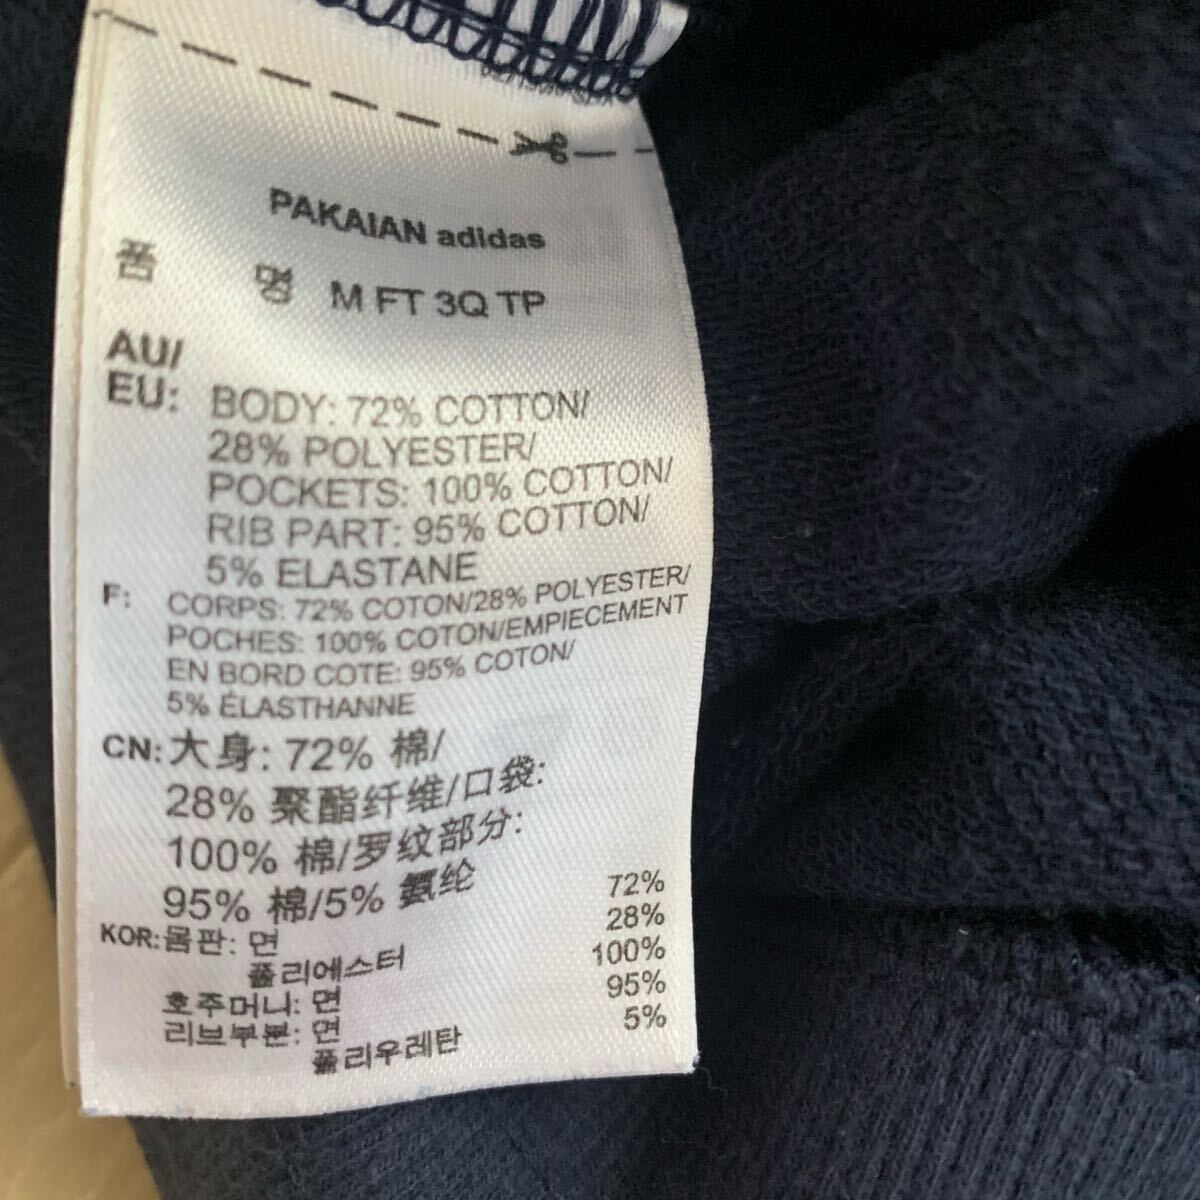 PAKAIAN adidas
품 명 M FT 3Q TP
AU/
EU: BODY: 72% COTTON/
28% POLYESTER/
POCKETS: 100% COTTON/
RIB PART: 95% COTTON/
5% ELASTANE
F: CORPS: 72% COTON/28% POLYESTER/
POCHES: 100% COTON/EMPIECEMENT
EN BORD COTE: 95% COTON/
5% ÉLASTHANNE
CN: 大身: 72% 棉/
28% 聚酯纤维/口袋:
100% 棉/罗纹部分:
95% 棉/5% 氨纶
KOR: 몸판: 면 72%
폴리에스터 28%
호주머니: 면 100%
리브부분: 면 95%
폴리우레탄 5%